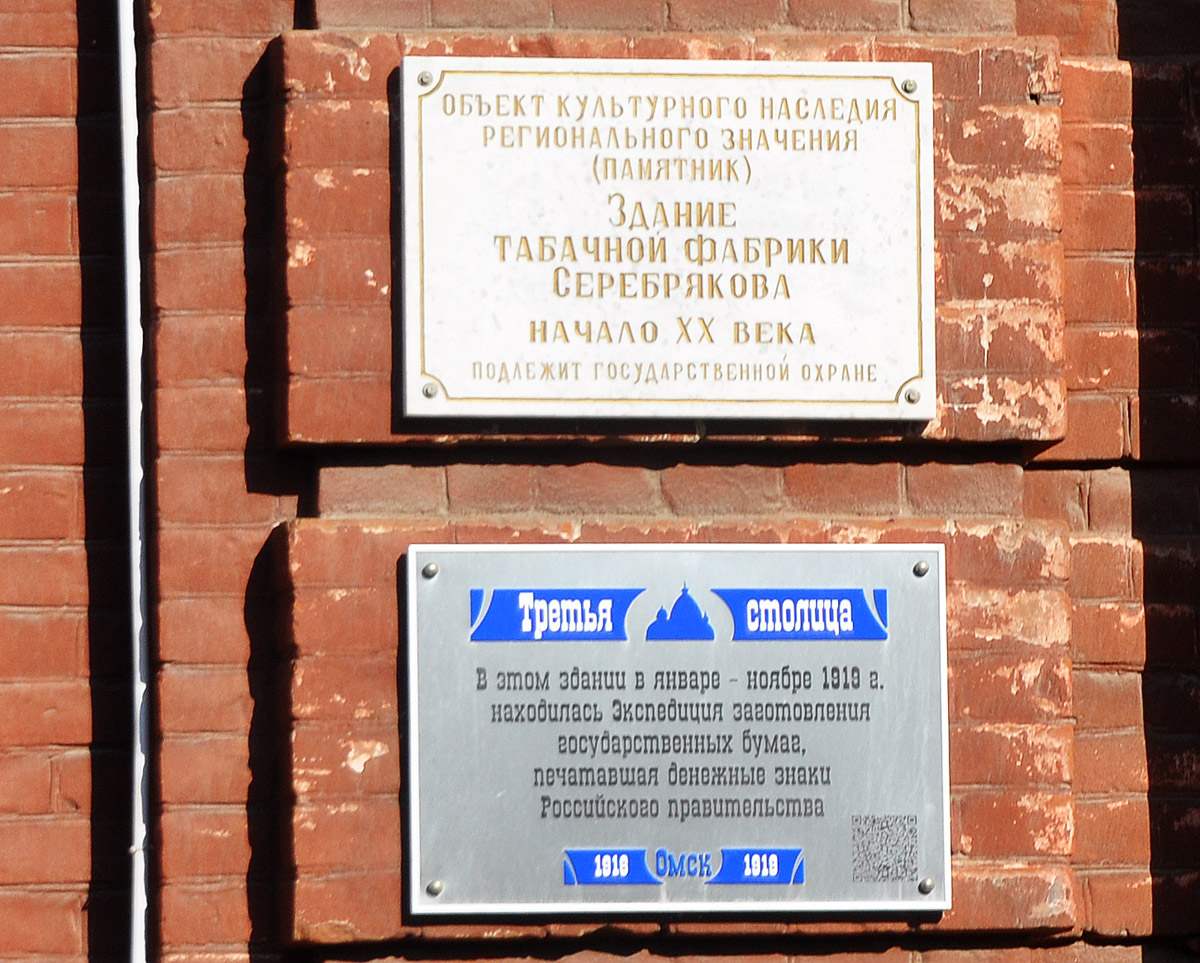 ОБЪЕКТ КУЛЬТУРНОГО НАСЛЕДИЯ
РЕГИОНАЛЬНОГО ЗНАЧЕНИЯ
(ПАМЯТНИК)
ЗДАНИЕ
ТАБАЧНОЙ ФАБРИКИ
СЕРЕБРЯКОВА
НАЧАЛО XX ВЕКА
ПОДЛЕЖИТ ГОСУДАРСТВЕННОЙ ОХРАНЕ
Третья столица
В этом здании в январе - ноябре 1919 г.
находилась Экспедиция заготовления
государственных бумаг,
печатавшая денежные знаки
Российского правительства
1918 Омск 1919